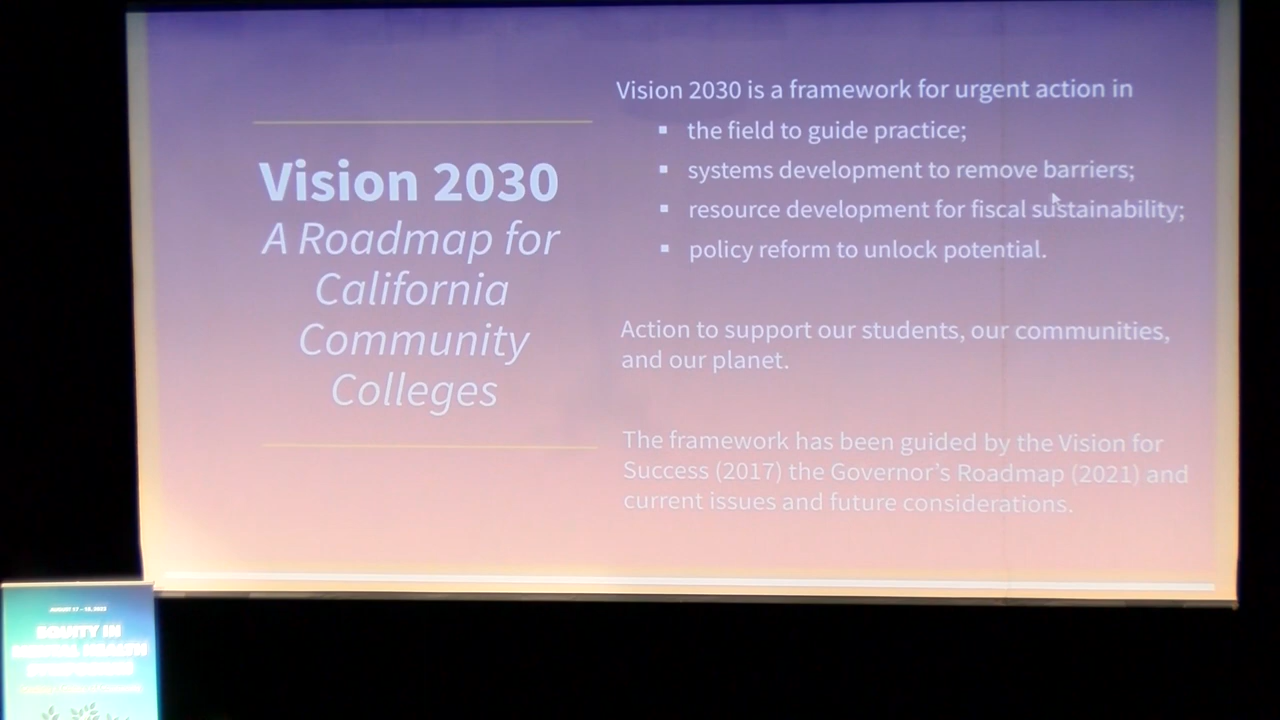 Vision 2030
A Roadmap for
California
Community
Colleges
Vision 2030 is a framework for urgent action in
▪ the field to guide practice;
▪ systems development to remove barriers;
▪ resource development for fiscal sustainability;
▪ policy reform to unlock potential.
Action to support our students, our communities,
and our planet.
The framework has been guided by the Vision for
Success (2017) the Governor's Roadmap (2021) and
current issues and future considerations.
EQUITY IN
MENTAL HEALTH